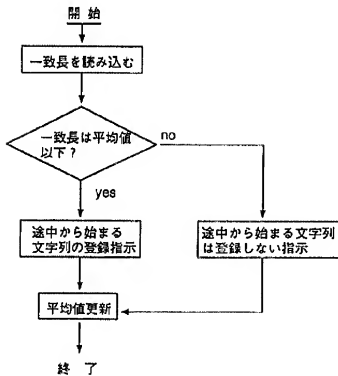 開 始
一致長を読み込む
一致長は平均値
以下？
no
yes
途中から始まる
文字列の登録指示
途中から始まる文字列
は登録しない指示
平均値更新
終 了